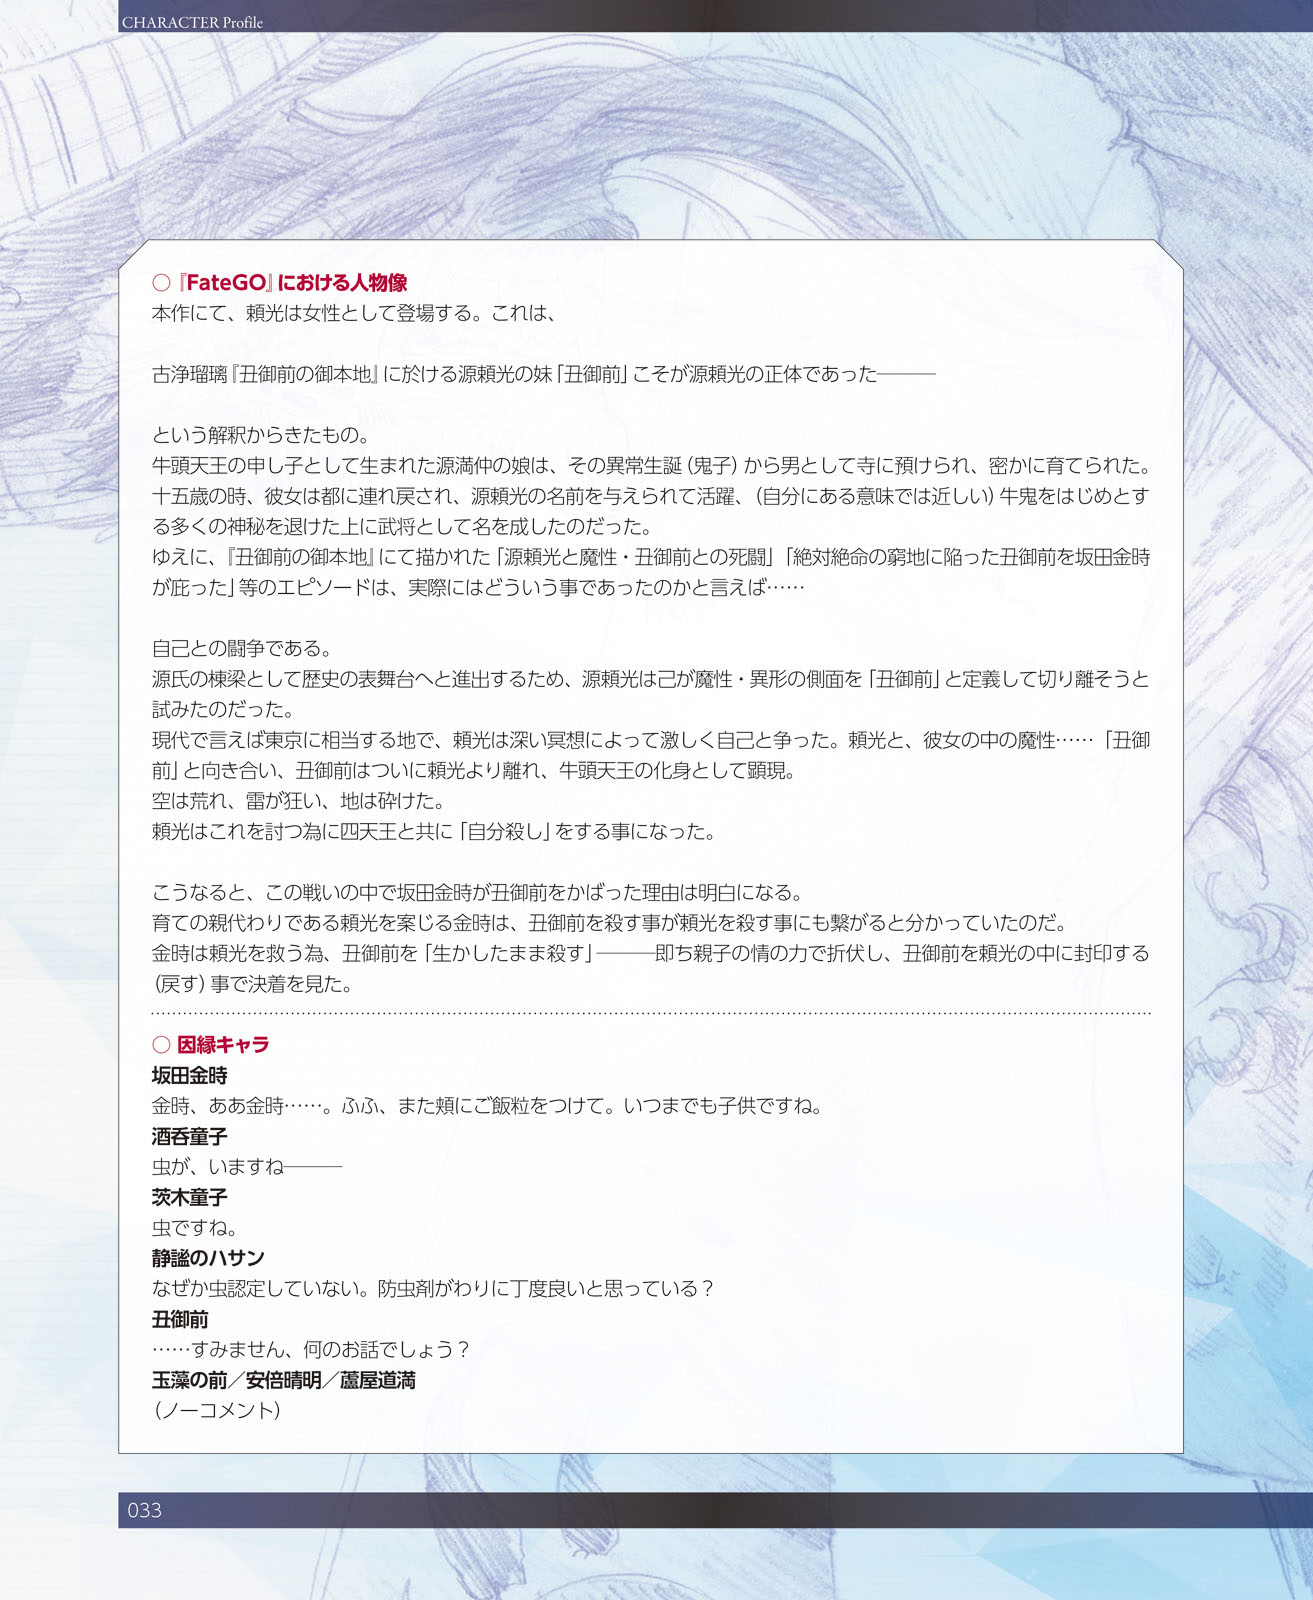 CHARACTER Profile
○『FateGO』における人物像
本作にて、頼光は女性として登場する。これは、
古浄瑠璃『丑御前の御本地』に於ける源頼光の妹「丑御前」こそが源頼光の正体であった―――
という解釈からきたもの。
牛頭天王の申し子として生まれた源満仲の娘は、その異常生誕(鬼子)から男として寺に預けられ、密かに育てられた。
十五歳の時、彼女は都に連れ戻され、源頼光の名前を与えられて活躍、(自分にある意味では近しい)牛鬼をはじめとす
る多くの神秘を退けた上に武将として名を成したのだった。
ゆえに、『丑御前の御本地』にて描かれた「源頼光と魔性・丑御前との死闘」「絶対絶命の窮地に陥った丑御前を坂田金時
が庇った」等のエピソードは、実際にはどういう事であったのかと言えば……
自己との闘争である。
源氏の棟梁として歴史の表舞台へと進出するため、源頼光は己が魔性・異形の側面を「丑御前」と定義して切り離そうと
試みたのだった。
現代で言えば東京に相当する地で、頼光は深い冥想によって激しく自己と争った。頼光と、彼女の中の魔性……「丑御
前」と向き合い、丑御前はついに頼光より離れ、牛頭天王の化身として顕現。
空は荒れ、雷が狂い、地は砕けた。
頼光はこれを討つ為に四天王と共に「自分殺し」をする事になった。
こうなると、この戦いの中で坂田金時が丑御前をかばった理由は明白になる。
育ての親代わりである頼光を案じる金時は、丑御前を殺す事が頼光を殺す事にも繋がると分かっていたのだ。
金時は頼光を救う為、丑御前を「生かしたまま殺す」―――即ち親子の情の力で折伏し、丑御前を頼光の中に封印する
(戻す)事で決着を見た。
○ 因縁キャラ
坂田金時
金時、ああ金時……。ふふ、また頬にご飯粒をつけて。いつまでも子供ですね。
酒呑童子
虫が、いますね―――
茨木童子
虫ですね。
静謐のハサン
なぜか虫認定していない。防虫剤がわりに丁度良いと思っている？
丑御前
……すみません、何のお話でしょう？
玉藻の前／安倍晴明／蘆屋道満
(ノーコメント)
033